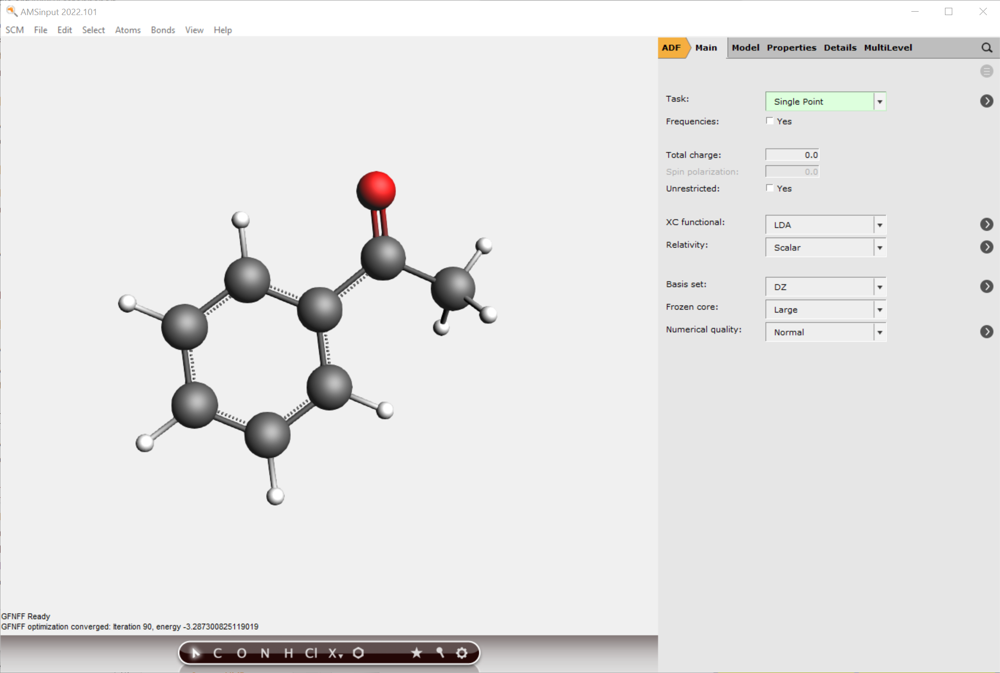 AMSinput 2022.101
SCM File Edit Select Atoms Bonds View Help
ADF Main Model Properties Details MultiLevel
Task: Single Point
Frequencies: Yes
Total charge: 0.0
Spin polarization: 0.0
Unrestricted: Yes
XC functional: LDA
Relativity: Scalar
Basis set: DZ
Frozen core: Large
Numerical quality: Normal
GFNFF Ready
GFNFF optimization converged: Iteration 90, energy -3.287300825119019
C O N H Cl X